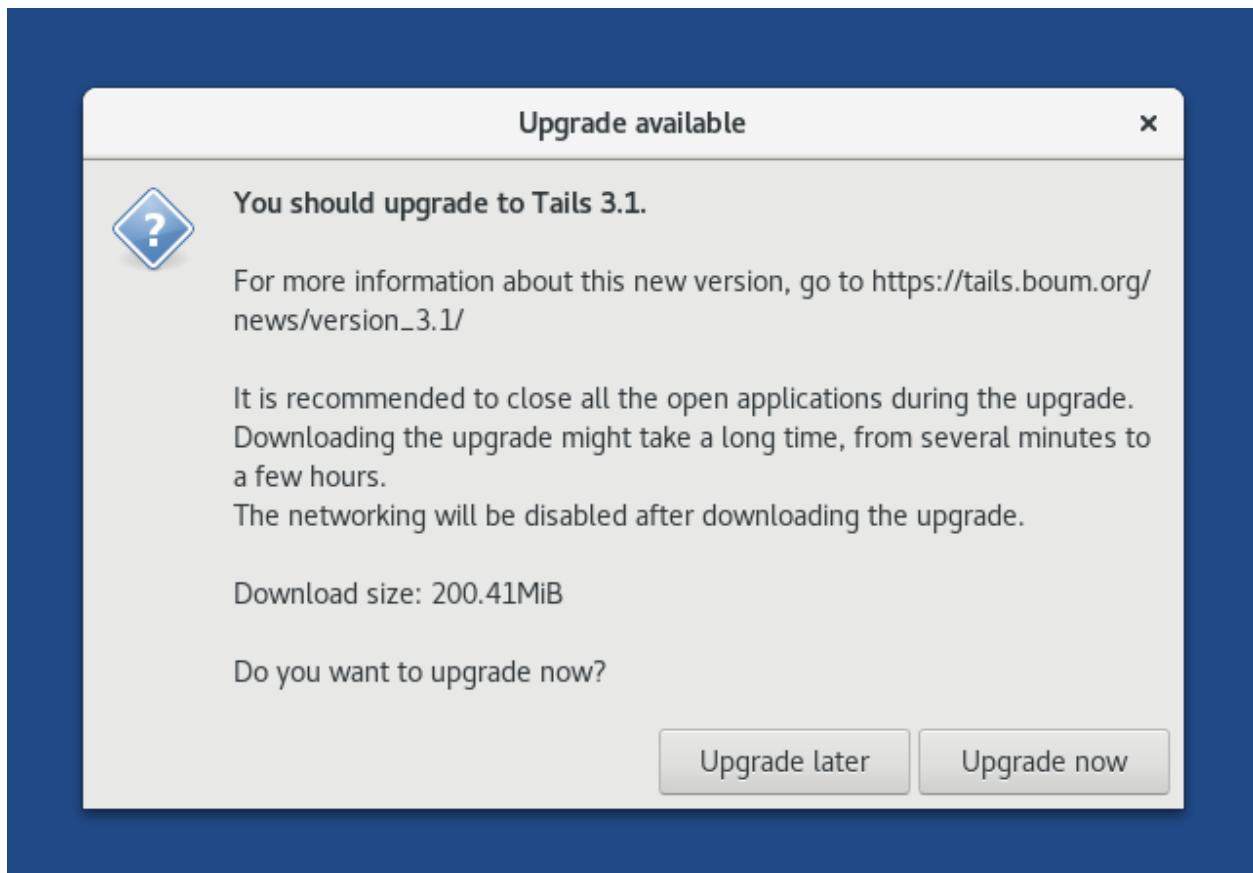 Upgrade available
You should upgrade to Tails 3.1.
For more information about this new version, go to https://tails.boum.org/
news/version_3.1/
It is recommended to close all the open applications during the upgrade.
Downloading the upgrade might take a long time, from several minutes to
a few hours.
The networking will be disabled after downloading the upgrade.
Download size: 200.41MiB
Do you want to upgrade now?
Upgrade later
Upgrade now